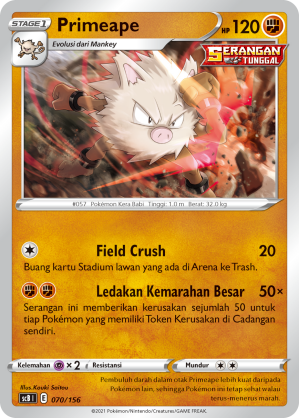 STAGE 1
Primeape
HP 120
Evolusi dari Mankey
SERANGAN
TUNGGAL
#057 Pokémon Kera Babi Tinggi: 1.0 m Berat: 32.0 kg
Field Crush 20
Buang kartu Stadium lawan yang ada di Arena ke Trash.
Ledakan Kemarahan Besar 50×
Serangan ini memberikan kerusakan sejumlah 50 untuk
tiap Pokémon yang memiliki Token Kerusakan di Cadangan
sendiri.
Kelemahan × 2 Resistansi Mundur
Illus. Kouki Saitou
sc3 I E 070/156
Pembuluh darah dalam otak Primeape lebih kuat daripada
Pokémon lain, sehingga Pokémon ini tetap sehat walau
terus-menerus marah.
©2021 Pokémon/Nintendo/Creatures/GAME FREAK